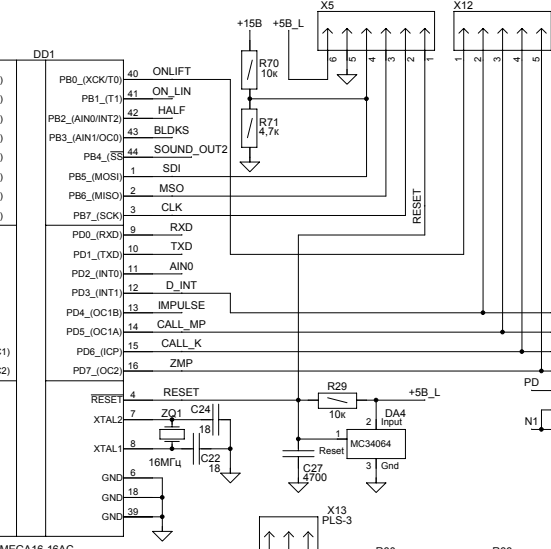 X5
X12
+15В
+5В_L
R70
10к
6
5
4
3
2
1
1
2
3
4
5
R71
4,7к
DD1
PB0_(XCK/T0)
40
ONLIFT
PB1_(T1)
41
ON_LIN
PB2_(AIN0/INT2)
42
HALF
PB3_(AIN1/OC0)
43
BLDKS
PB4_(SS
44
SOUND_OUT2
PB5_(MOSI)
1
SDI
PB6_(MISO)
2
MSO
PB7_(SCK)
3
CLK
RESET
PD0_(RXD)
9
RXD
PD1_(TXD)
10
TXD
PD2_(INT0)
11
AIN0
PD3_(INT1)
12
D_INT
PD4_(OC1B)
13
IMPULSE
PD5_(OC1A)
14
CALL_MP
C1)
PD6_(ICP)
15
CALL_K
C2)
PD7_(OC2)
16
ZMP
RESET
4
RESET
XTAL2
7
ZQ1
C24
18
XTAL1
8
16МГц
C22
18
GND
6
GND
18
GND
39
R29
10к
+5В_L
DA4
2
Input
1
MC34064
Reset
3
Gnd
C27
4700
PD
N1
X13
PLS-3